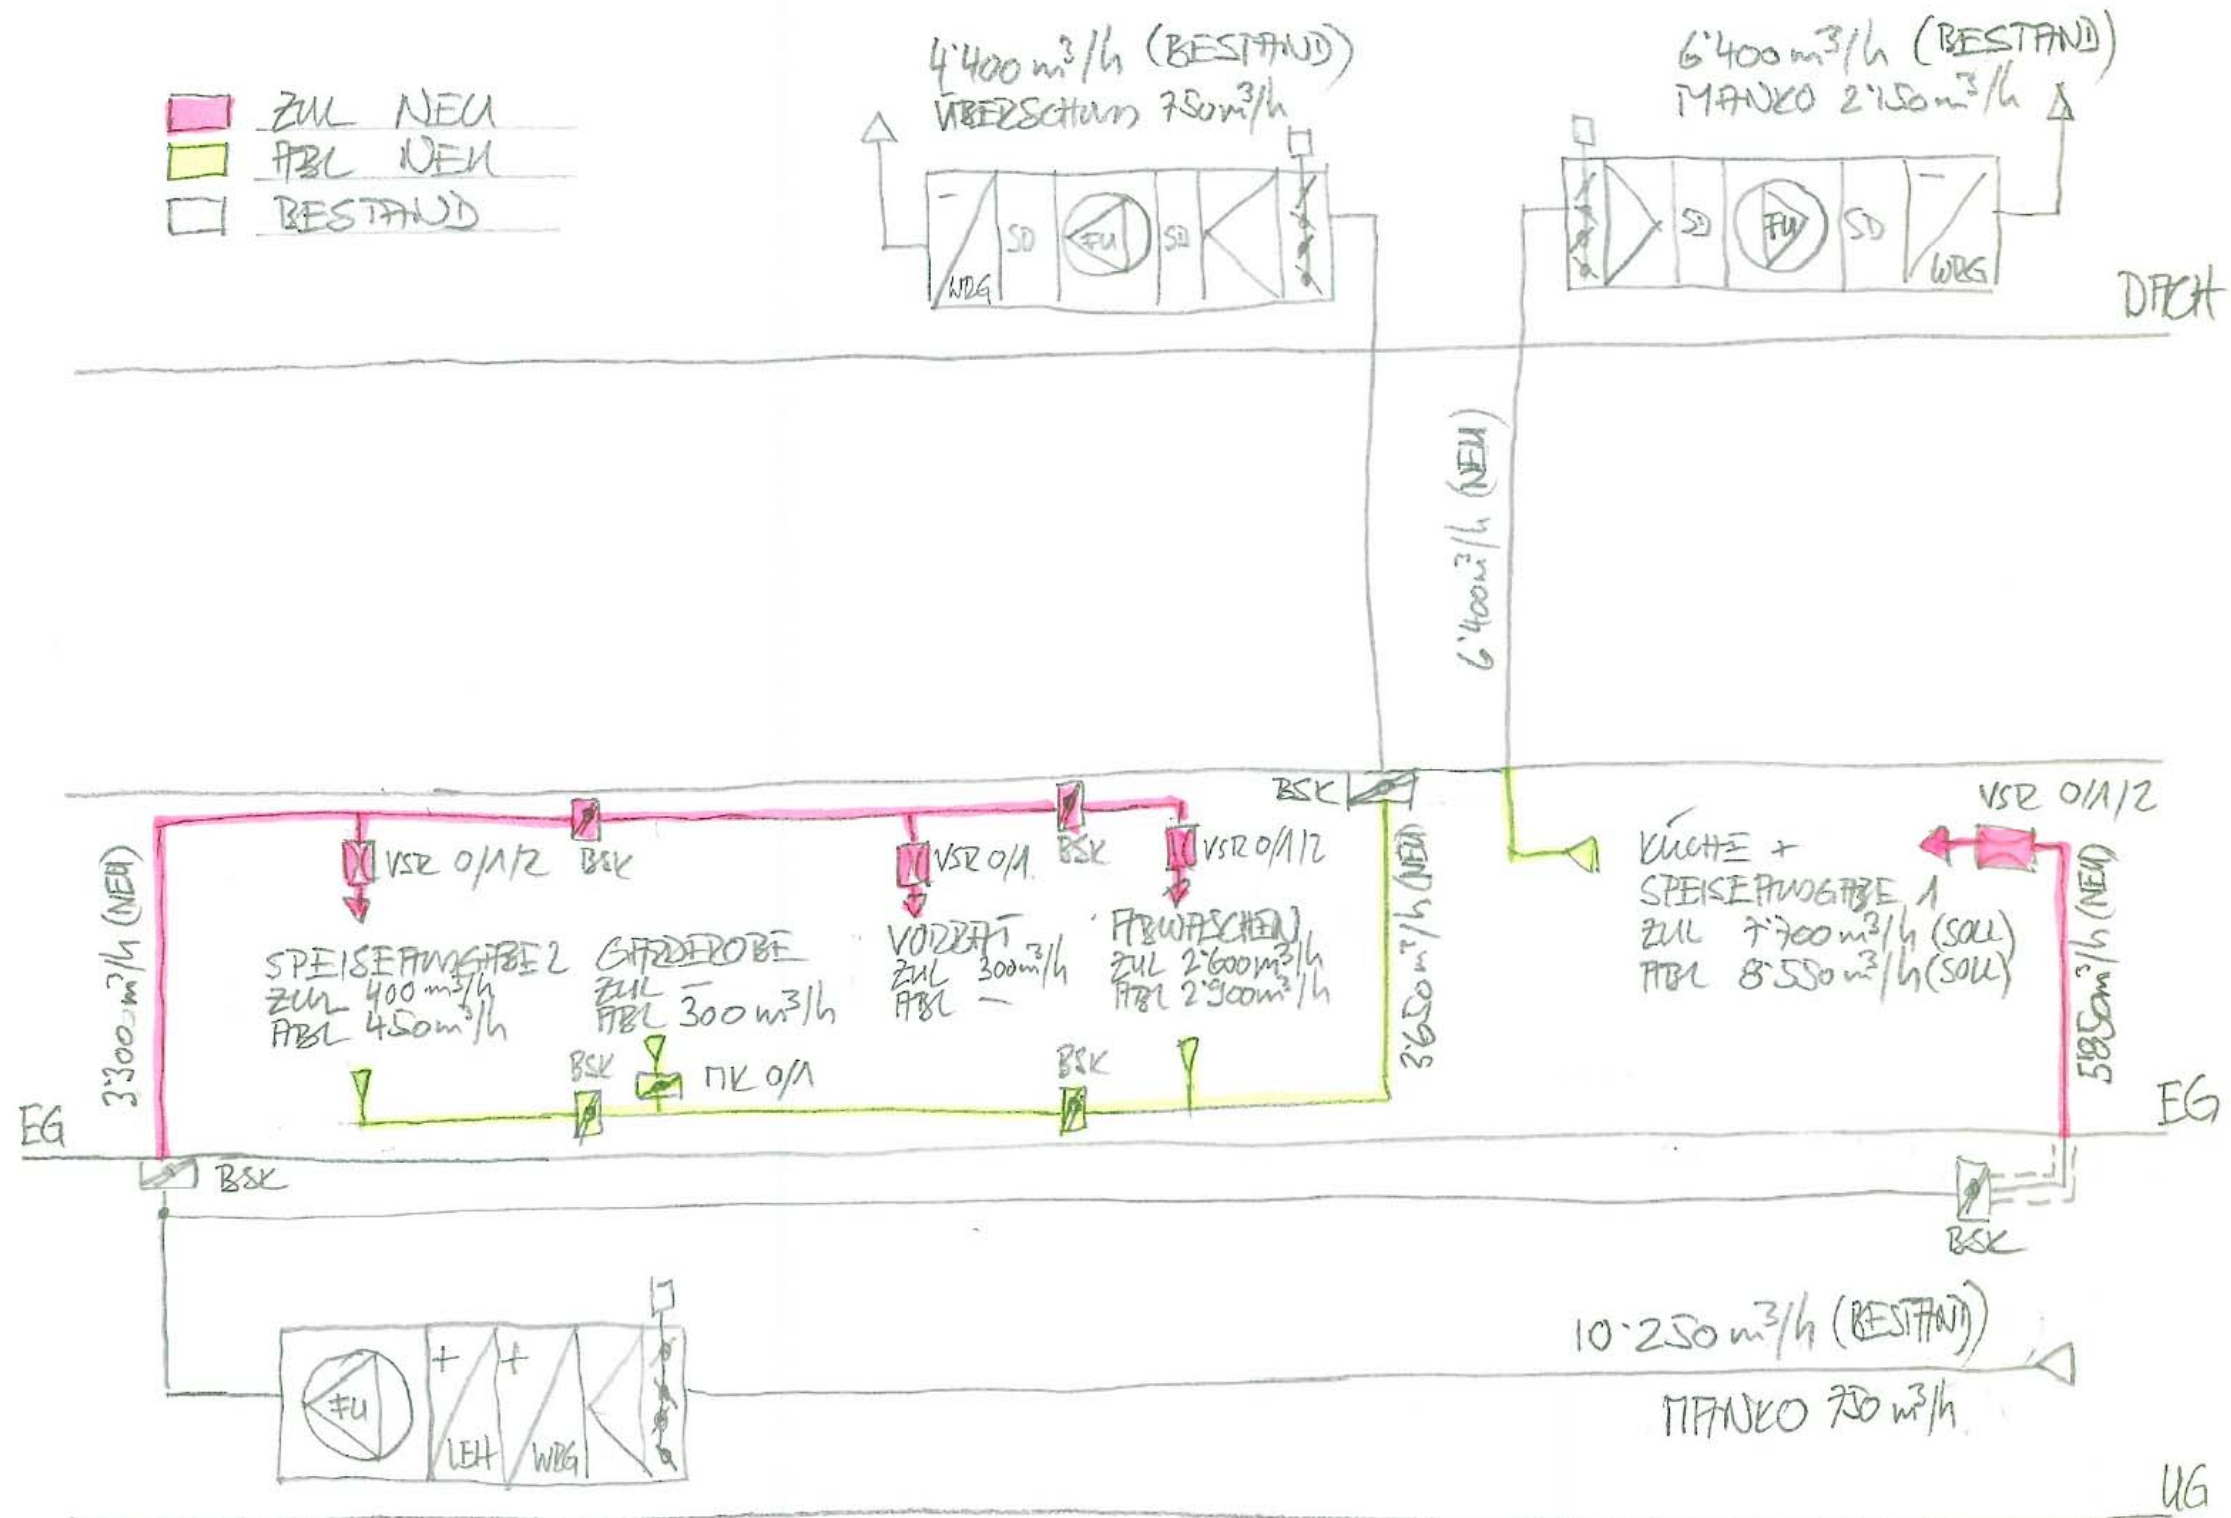 ZUL NEU
ABL NEU
BESTAND
4'400 m³/h (BESTAND)
ÜBERSCHUSS 750 m³/h
6'400 m³/h (BESTAND)
MANKO 2'150 m³/h
WRG
SD
FU
SD
SD
FU
SD
WRG
DACH
6'400 m³/h (NEU)
BSK
VSR 0/1/2
BSK
VSR 0/1
BSK
VSR 0/1/2
VSR 0/1/2
3'300 m³/h (NEU)
SPEISEAUSGABE 2
ZUL 400 m³/h
ABL 450 m³/h
GARDEROBE
ZUL –
ABL 300 m³/h
ZUL 300 m³/h
ABL –
ABWASCHEN
ZUL 2'600 m³/h
ABL 2'900 m³/h
3'650 m³/h (NEU)
KÜCHE +
SPEISEAUSGABE 1
ZUL 7'700 m³/h (SOLL)
ABL 8'550 m³/h (SOLL)
5'850 m³/h (NEU)
BSK
MK 0/1
BSK
EG
EG
BSK
BSK
10'250 m³/h (BESTAND)
MANKO 750 m³/h
FU
+
LEH
+
WRG
UG